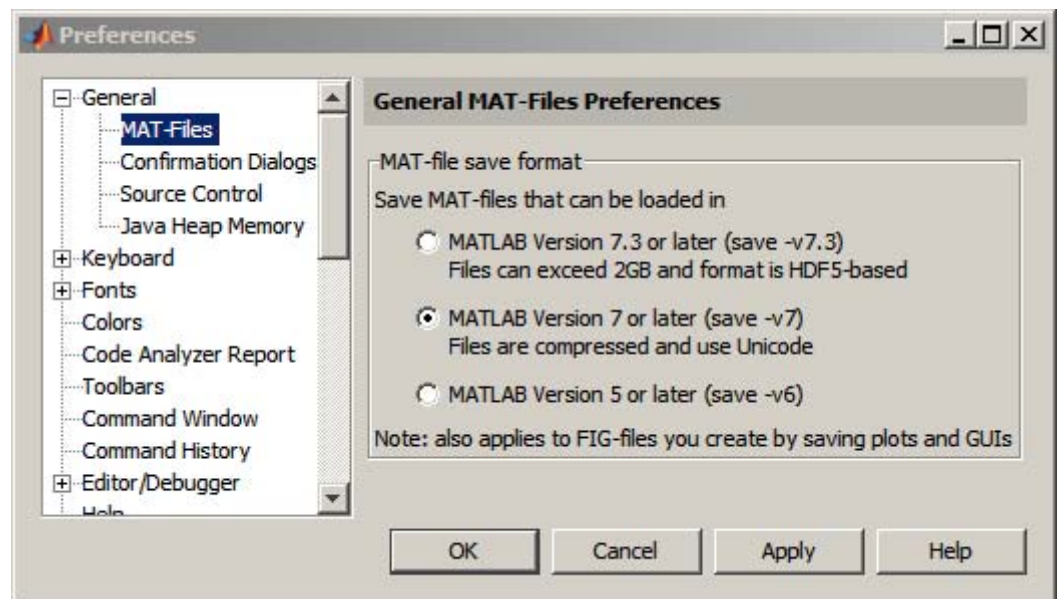 Preferences
General
MAT-Files
Confirmation Dialogs
Source Control
Java Heap Memory
Keyboard
Fonts
Colors
Code Analyzer Report
Toolbars
Command Window
Command History
Editor/Debugger
Help
General MAT-Files Preferences
MAT-file save format
Save MAT-files that can be loaded in
MATLAB Version 7.3 or later (save -v7.3)
Files can exceed 2GB and format is HDF5-based
MATLAB Version 7 or later (save -v7)
Files are compressed and use Unicode
MATLAB Version 5 or later (save -v6)
Note: also applies to FIG-files you create by saving plots and GUIs
OK
Cancel
Apply
Help